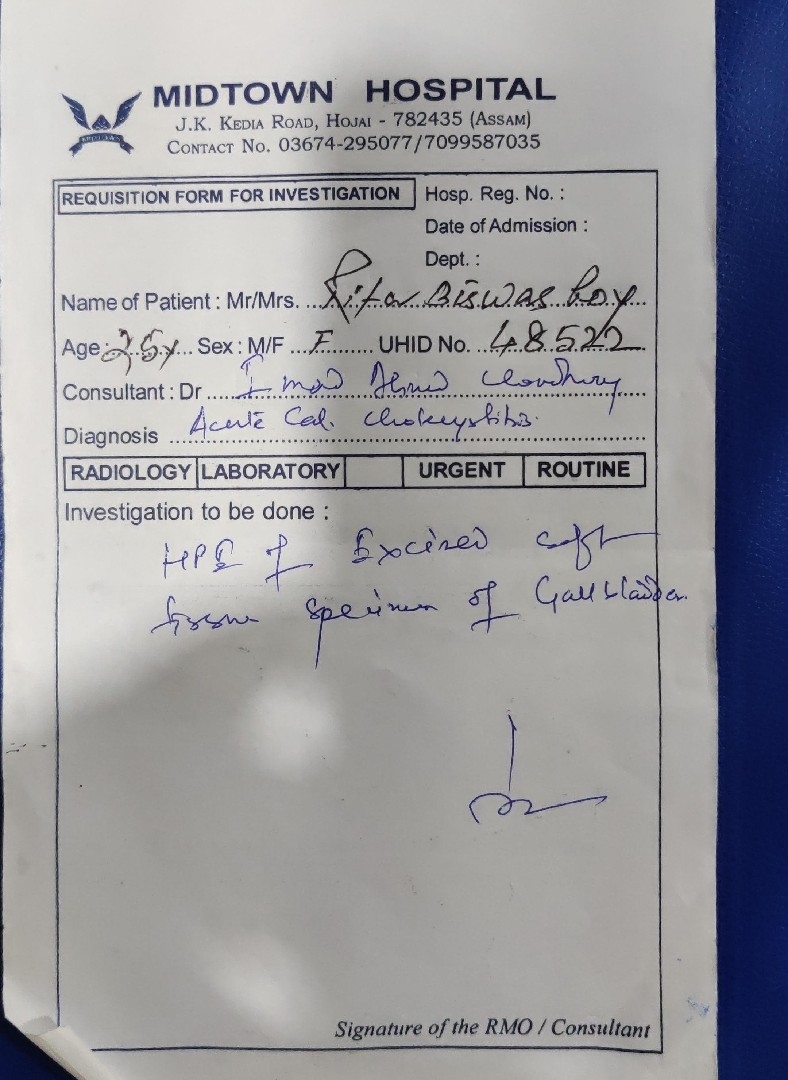 MIDTOWN HOSPITAL
J.K. KEDIA ROAD, HOJAI - 782435 (ASSAM)
CONTACT NO. 03674-295077/7099587035
REQUISITION FORM FOR INVESTIGATION
Hosp. Reg. No. :
Date of Admission :
Dept. :
Name of Patient : Mr/Mrs. Rita Biswas Roy
Age: 25y Sex : M/F F UHID No. 48522
Consultant : Dr Imad Ahmed Choudhury
Diagnosis Acute Cal. Cholecystitis.
RADIOLOGY LABORATORY URGENT ROUTINE
Investigation to be done :
HPE of Excised soft
tissue specimen of Gall bladder.
Signature of the RMO / Consultant